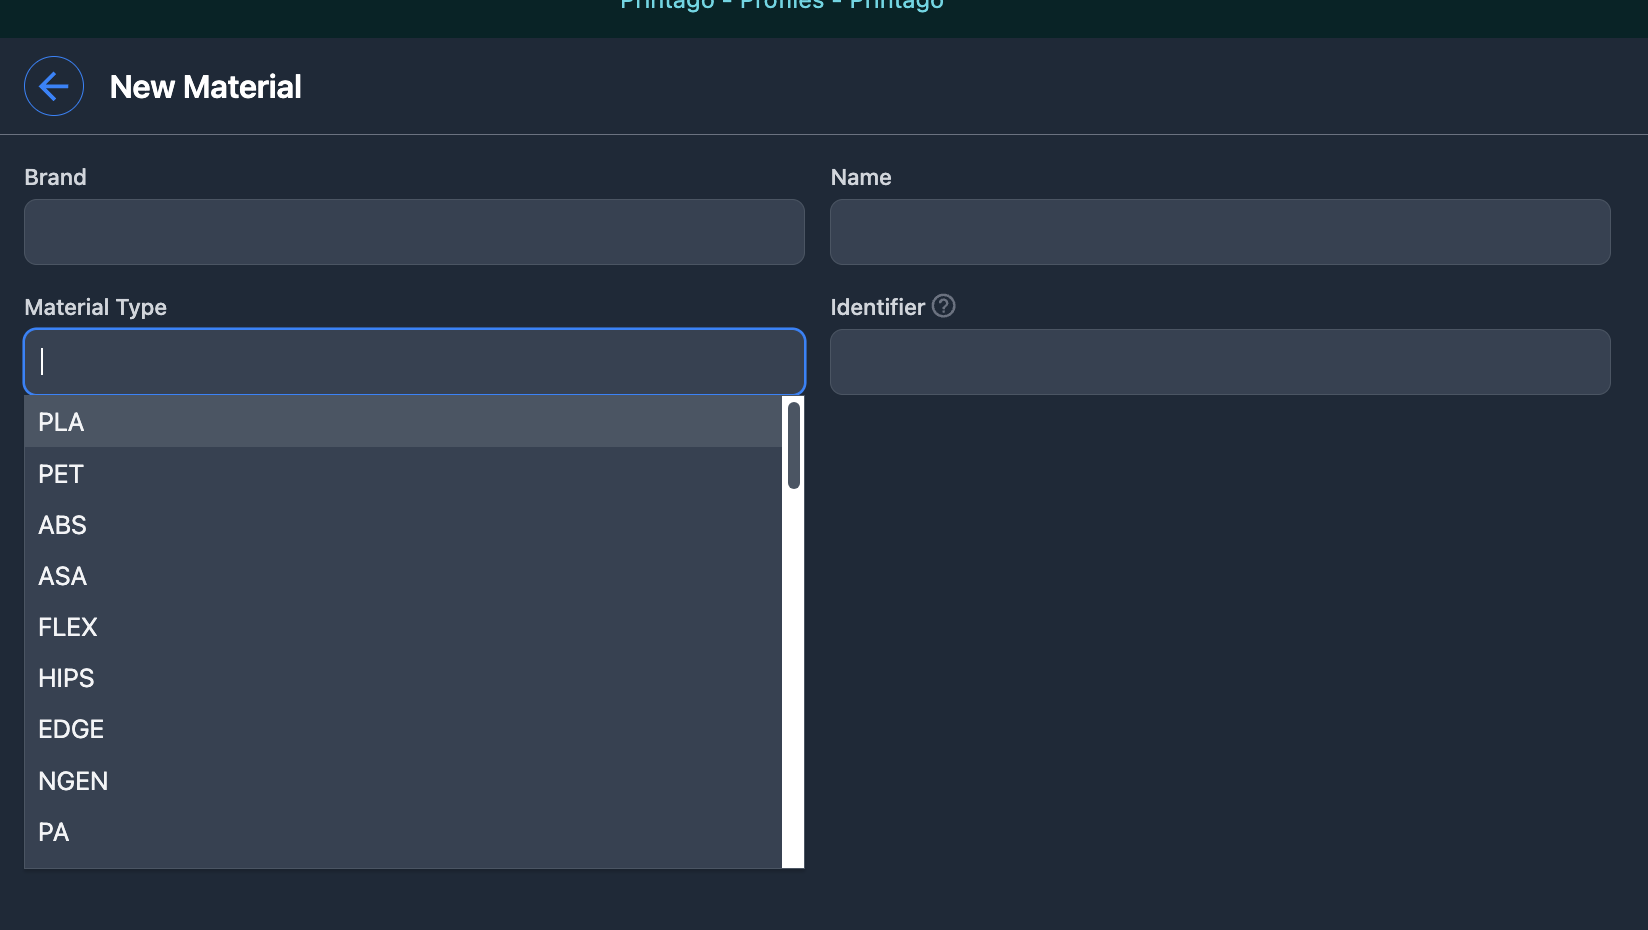 Printago - Profiles - Printago
New Material
Brand
Name
Material Type
Identifier ?
PLA
PET
ABS
ASA
FLEX
HIPS
EDGE
NGEN
PA